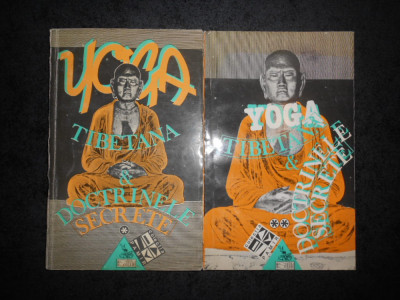 YOGA
TIBETANA
&
DOCTRINELE
SECRETE
*
YOGA
TIBETANA
&
DOCTRINELE
SECRETE
**